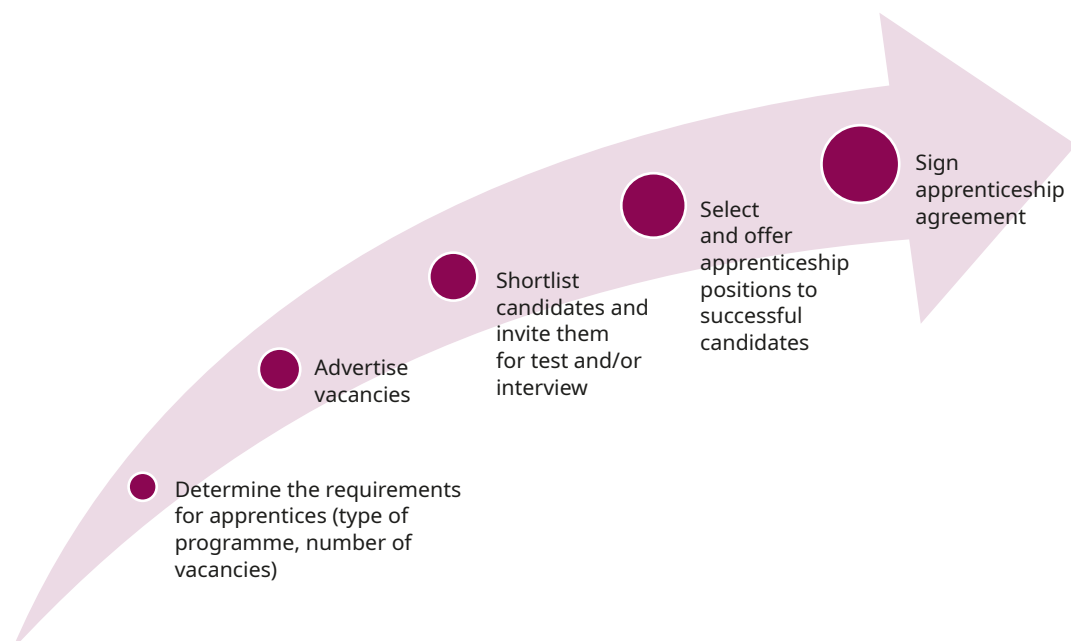 Determine the requirements
for apprentices (type of
programme, number of
vacancies)
Advertise
vacancies
Shortlist
candidates and
invite them
for test and/or
interview
Select
and offer
apprenticeship
positions to
successful
candidates
Sign
apprenticeship
agreement